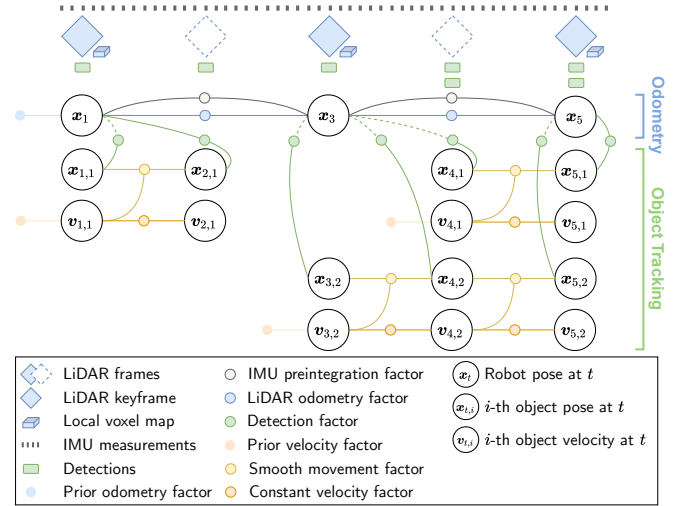 x₁ x₃ x₅
Odometry
x₁,₁ x₂,₁ x₄,₁ x₅,₁
v₁,₁ v₂,₁ v₄,₁ v₅,₁
Object Tracking
x₃,₂ x₄,₂ x₅,₂
v₃,₂ v₄,₂ v₅,₂
LiDAR frames
LiDAR keyframe
Local voxel map
IMU measurements
Detections
Prior odometry factor
IMU preintegration factor
LiDAR odometry factor
Detection factor
Prior velocity factor
Smooth movement factor
Constant velocity factor
xₜ Robot pose at t
xₜ,ᵢ i-th object pose at t
vₜ,ᵢ i-th object velocity at t